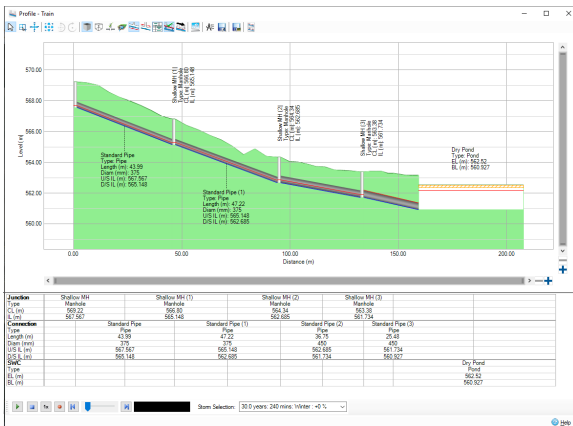 Profile - Train
570.00
568.00
566.00
564.00
562.00
560.00
Level (m)
Shallow MH (1)
Type: Manhole
CL (m): 566.80
IL (m): 565.148
Shallow MH (2)
Type: Manhole
CL (m): 564.34
IL (m): 562.685
Shallow MH (3)
Type: Manhole
CL (m): 563.38
IL (m): 561.734
Standard Pipe
Type: Pipe
Length (m): 43.99
Diam (mm): 375
U/S IL (m): 567.567
D/S IL (m): 565.148
Standard Pipe (1)
Type: Pipe
Length (m): 47.22
Diam (mm): 375
U/S IL (m): 565.148
D/S IL (m): 562.685
Dry Pond
Type: Pond
EL (m): 562.52
BL (m): 560.927
0.00 50.00 100.00 150.00 200.00
Distance (m)
Junction Shallow MH Shallow MH (1) Shallow MH (2) Shallow MH (3)
Type Manhole Manhole Manhole Manhole
CL (m) 569.22 566.80 564.34 563.38
IL (m) 567.567 565.148 562.685 561.734
Connection Standard Pipe Standard Pipe (1) Standard Pipe (2) Standard Pipe (3)
Type Pipe Pipe Pipe Pipe
Length (m) 43.99 47.22 36.75 25.48
Diam (mm) 375 375 450 450
U/S IL (m) 567.567 565.148 562.685 561.734
D/S IL (m) 565.148 562.685 561.734 560.927
SWC Dry Pond
Type Pond
EL (m) 562.52
BL (m) 560.927
1x
Storm Selection: 30.0 years: 240 mins: Winter : +0 %
Help